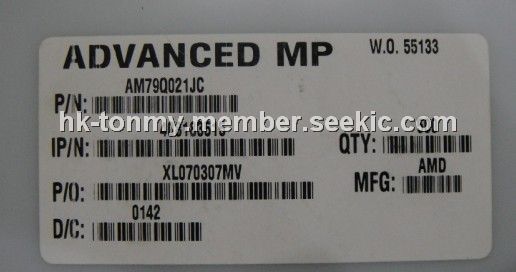 ADVANCED MP W.O. 55133
AM79Q021JC
P/N:
hk-tonmy.member.seekic.com
IP/N: QTY:
XL070307MV AMD
P/O: MFG:
0142
D/C: